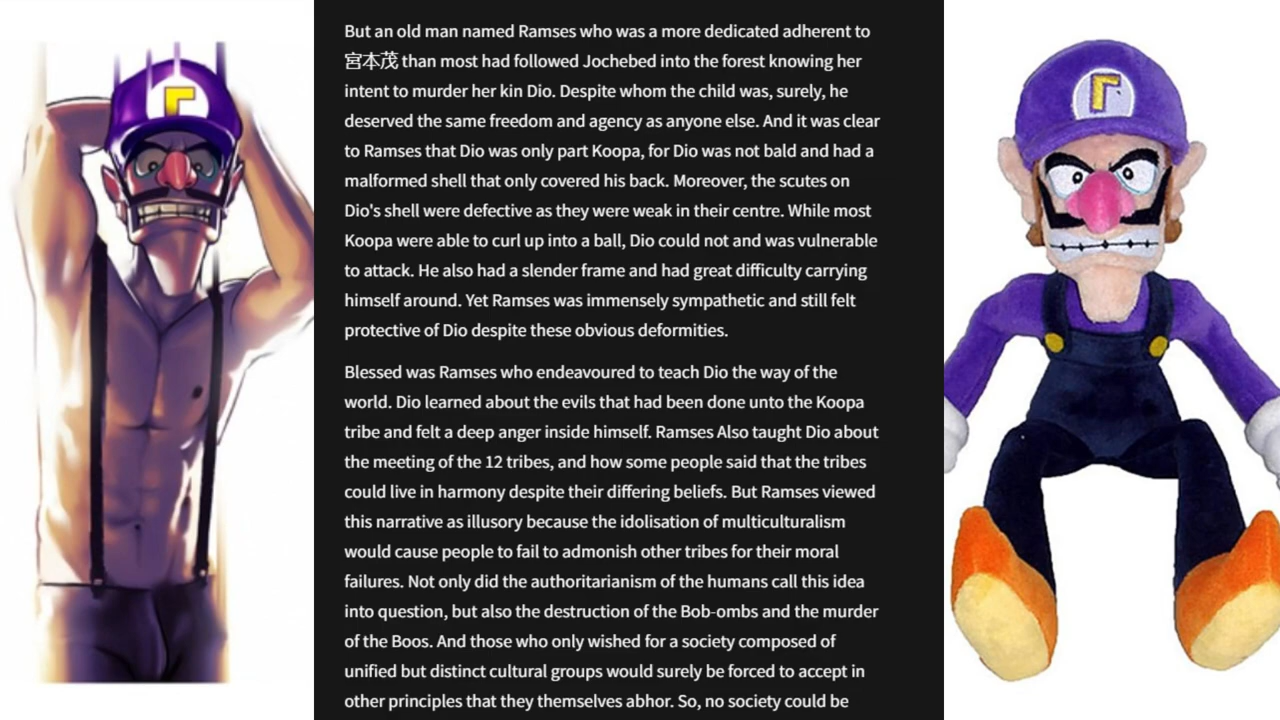 But an old man named Ramses who was a more dedicated adherent to
宮本茂 than most had followed Jochebed into the forest knowing her
intent to murder her kin Dio. Despite whom the child was, surely, he
deserved the same freedom and agency as anyone else. And it was clear
to Ramses that Dio was only part Koopa, for Dio was not bald and had a
malformed shell that only covered his back. Moreover, the scutes on
Dio's shell were defective as they were weak in their centre. While most
Koopa were able to curl up into a ball, Dio could not and was vulnerable
to attack. He also had a slender frame and had great difficulty carrying
himself around. Yet Ramses was immensely sympathetic and still felt
protective of Dio despite these obvious deformities.
Blessed was Ramses who endeavoured to teach Dio the way of the
world. Dio learned about the evils that had been done unto the Koopa
tribe and felt a deep anger inside himself. Ramses Also taught Dio about
the meeting of the 12 tribes, and how some people said that the tribes
could live in harmony despite their differing beliefs. But Ramses viewed
this narrative as illusory because the idolisation of multiculturalism
would cause people to fail to admonish other tribes for their moral
failures. Not only did the authoritarianism of the humans call this idea
into question, but also the destruction of the Bob-ombs and the murder
of the Boos. And those who only wished for a society composed of
unified but distinct cultural groups would surely be forced to accept in
other principles that they themselves abhor. So, no society could be